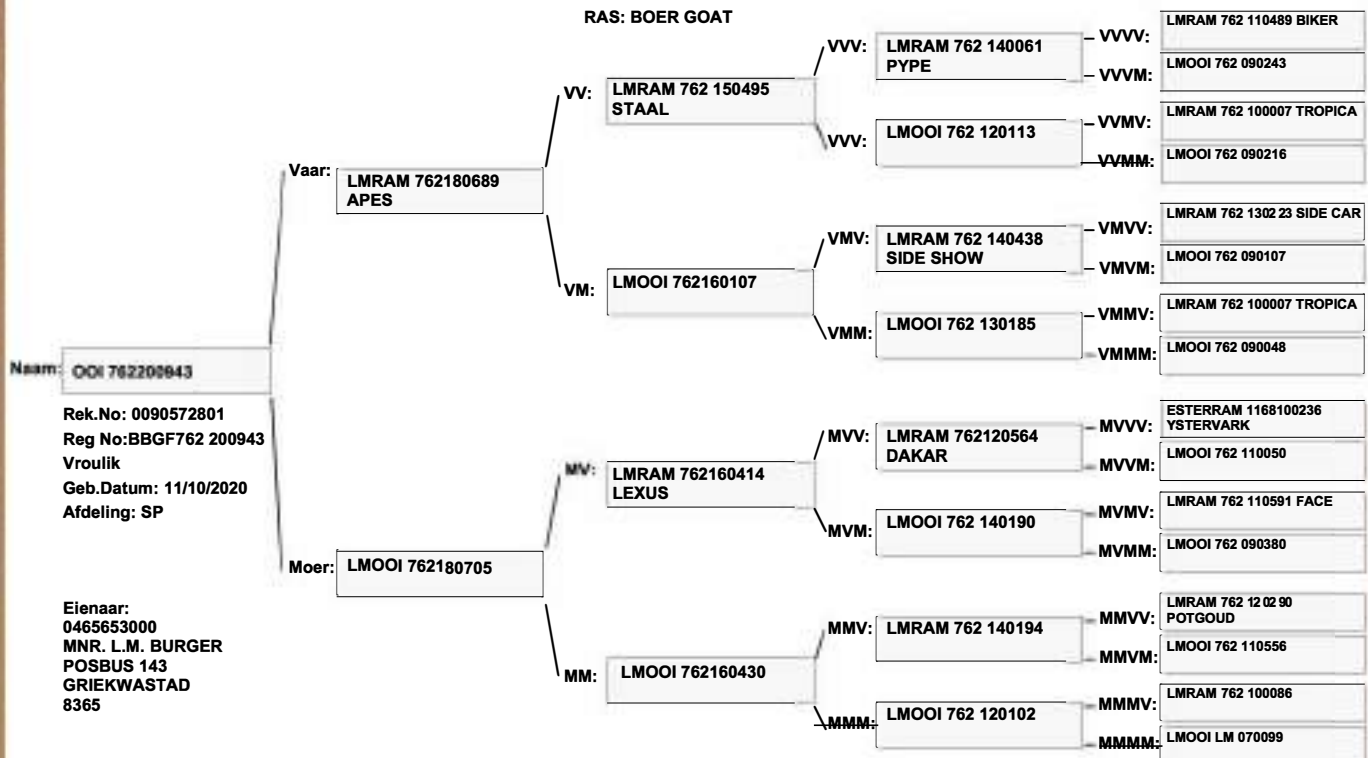 RAS: BOER GOAT
Naam: OOI 762200943
Rek.No: 0090572801
Reg No:BBGF762 200943
Vroulik
Geb.Datum: 11/10/2020
Afdeling: SP
Eienaar:
0465653000
MNR. L.M. BURGER
POSBUS 143
GRIEKWASTAD
8365
Vaar: LMRAM 762180689
APES
Moer: LMOOI 762180705
VV: LMRAM 762 150495
STAAL
VM: LMOOI 762160107
MV: LMRAM 762160414
LEXUS
MM: LMOOI 762160430
VVV: LMRAM 762 140061
PYPE
VVV: LMOOI 762 120113
VMV: LMRAM 762 140438
SIDE SHOW
VMM: LMOOI 762 130185
MVV: LMRAM 762120564
DAKAR
MVM: LMOOI 762 140190
MMV: LMRAM 762 140194
MMM: LMOOI 762 120102
VVVV: LMRAM 762 110489 BIKER
VVVM: LMOOI 762 090243
VVMV: LMRAM 762 100007 TROPICA
VVMM: LMOOI 762 090216
VMVV: LMRAM 762 1302 23 SIDE CAR
VMVM: LMOOI 762 090107
VMMV: LMRAM 762 100007 TROPICA
VMMM: LMOOI 762 090048
MVVV: ESTERRAM 1168100236
YSTERVARK
MVVM: LMOOI 762 110050
MVMV: LMRAM 762 110591 FACE
MVMM: LMOOI 762 090380
MMVV: LMRAM 762 12 02 90
POTGOUD
MMVM: LMOOI 762 110556
MMMV: LMRAM 762 100086
MMMM: LMOOI LM 070099